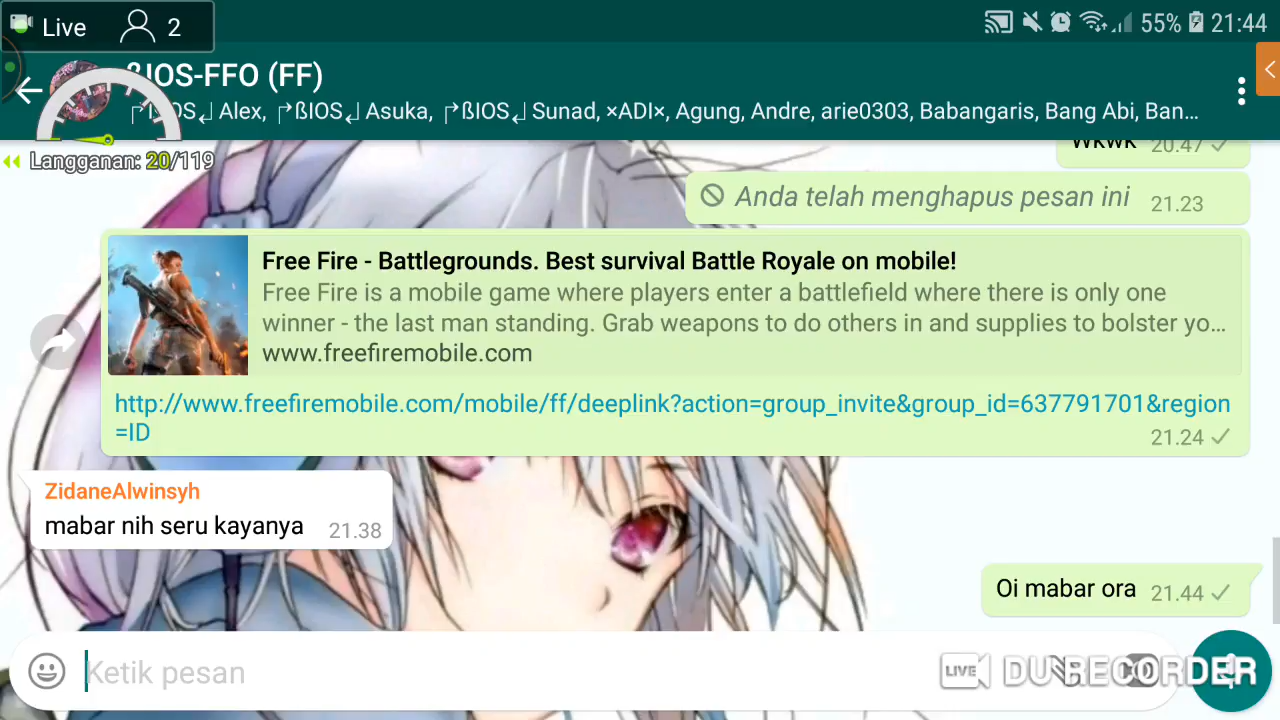 Live 2
55% 21:44
ßIOS-FFO (FF)
Alex, ßIOS Asuka, ßIOS Sunad, ×ADI×, Agung, Andre, arie0303, Babangaris, Bang Abi, Ban...
Langganan: 20/119
Wkwk 20.47
Anda telah menghapus pesan ini 21.23
Free Fire - Battlegrounds. Best survival Battle Royale on mobile!
Free Fire is a mobile game where players enter a battlefield where there is only one
winner - the last man standing. Grab weapons to do others in and supplies to bolster yo...
www.freefiremobile.com
http://www.freefiremobile.com/mobile/ff/deeplink?action=group_invite&group_id=637791701&region
=ID
21.24
ZidaneAlwinsyh
mabar nih seru kayanya 21.38
Oi mabar ora 21.44
Ketik pesan
LIVE DU RECORDER